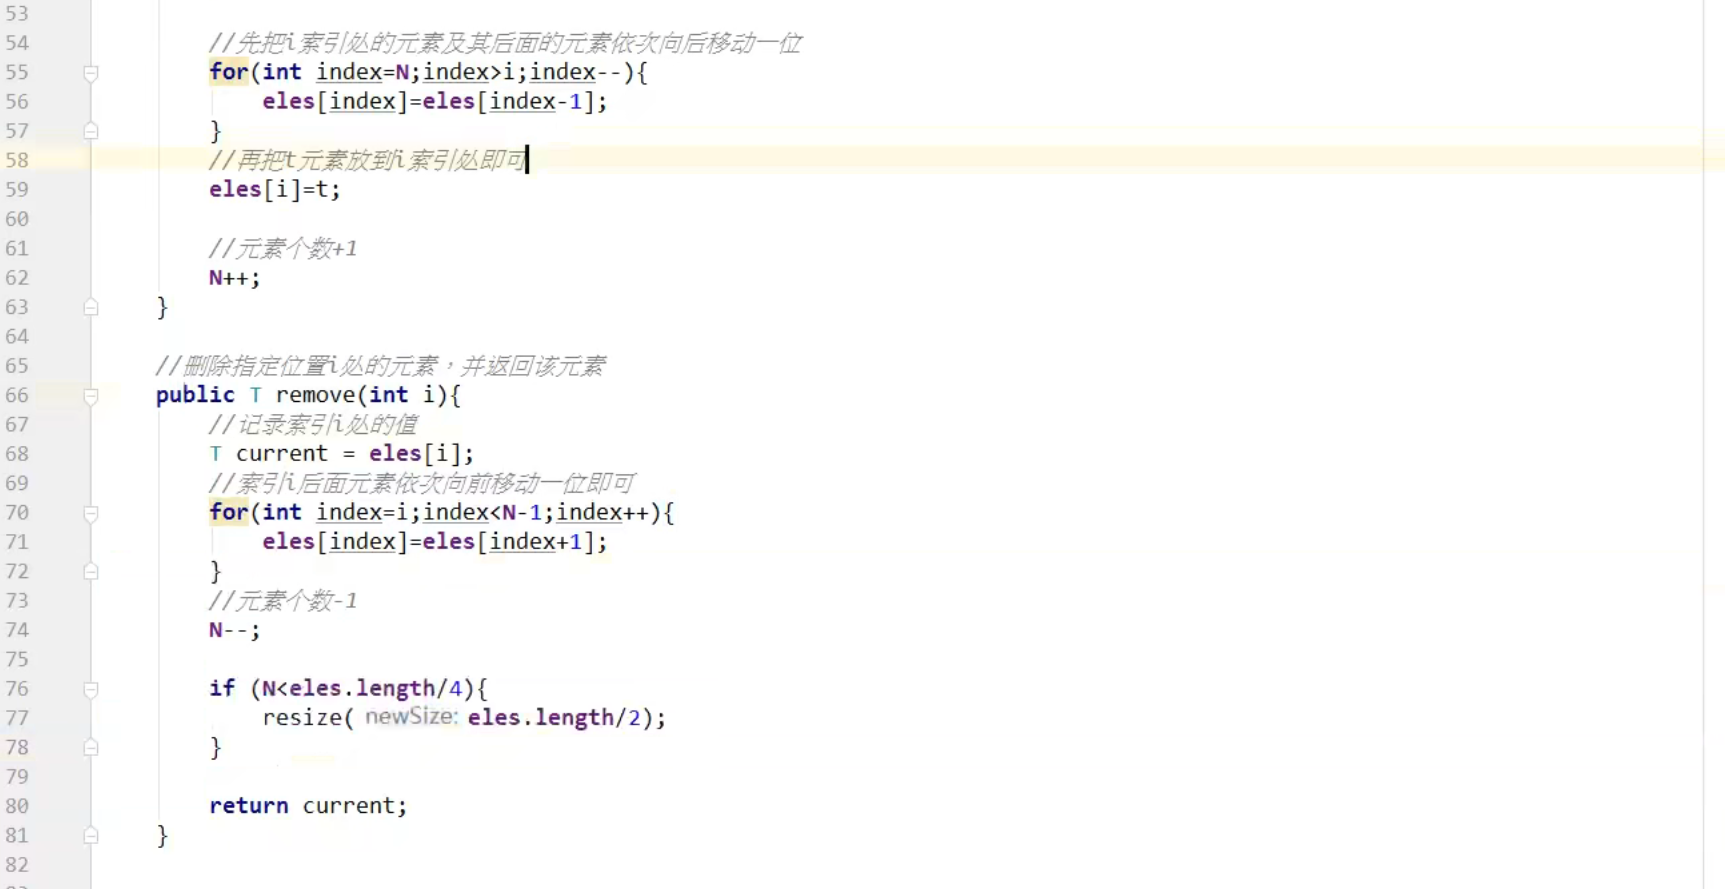 53
54 //先把i索引处的元素及其后面的元素依次向后移动一位
55 for(int index=N;index>i;index--){
56 eles[index]=eles[index-1];
57 }
58 //再把t元素放到i索引处即可
59 eles[i]=t;
60
61 //元素个数+1
62 N++;
63 }
64
65 //删除指定位置i处的元素，并返回该元素
66 public T remove(int i){
67 //记录索引i处的值
68 T current = eles[i];
69 //索引i后面元素依次向前移动一位即可
70 for(int index=i;index<N-1;index++){
71 eles[index]=eles[index+1];
72 }
73 //元素个数-1
74 N--;
75
76 if (N<eles.length/4){
77 resize( newSize: eles.length/2);
78 }
79
80 return current;
81 }
82